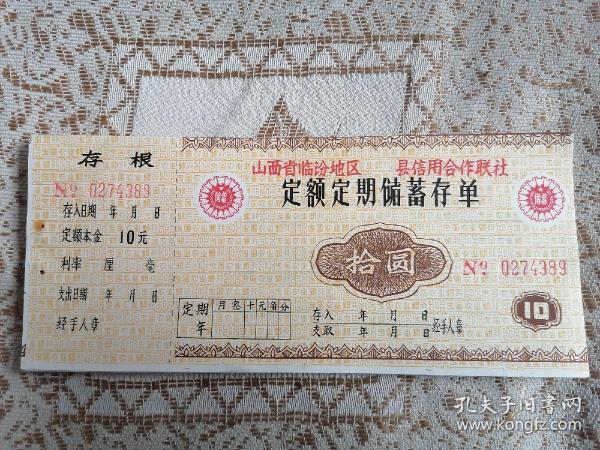 存根
Nº 0274389
存入日期 年 月 日
定额本金 10元
利率 厘 毫
支出日期 年 月 日
经手人章
山西省临汾地区 县信用合作联社
定额定期储蓄存单
拾圆
Nº 0274389
定期 年
月息 十元角分
存入 年 月 日
支取 年 月 日
经手人章
10
孔夫子旧书网